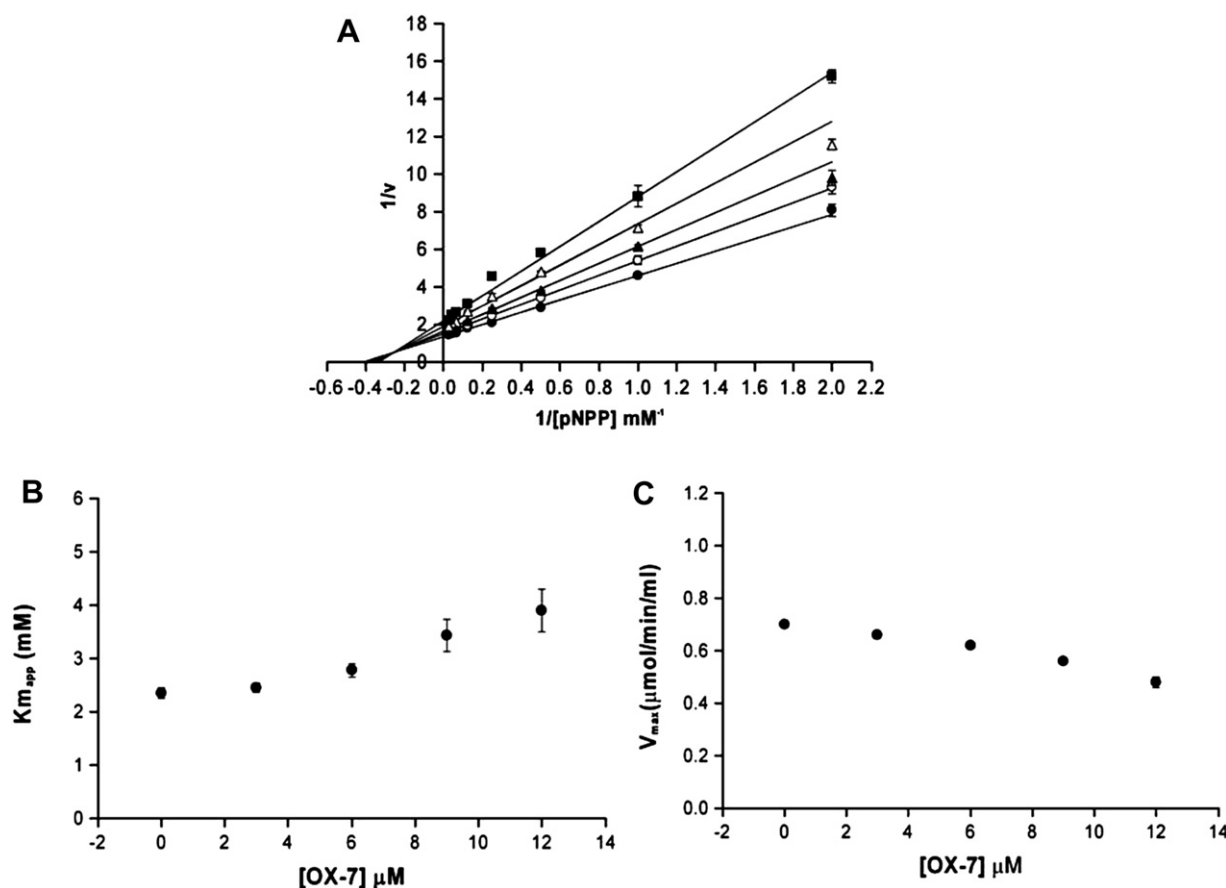 A
18
16
14
12
10
8
6
4
2
0
1/v
-0.6 -0.4 -0.2 0.0 0.2 0.4 0.6 0.8 1.0 1.2 1.4 1.6 1.8 2.0 2.2
1/[pNPP] mM⁻¹
B
6
5
4
3
2
1
0
Kmₐₚₚ (mM)
-2 0 2 4 6 8 10 12 14
[OX-7] μM
C
1.2
1.0
0.8
0.6
0.4
0.2
0.0
Vₘₐₓ(μmol/min/ml)
-2 0 2 4 6 8 10 12 14
[OX-7] μM